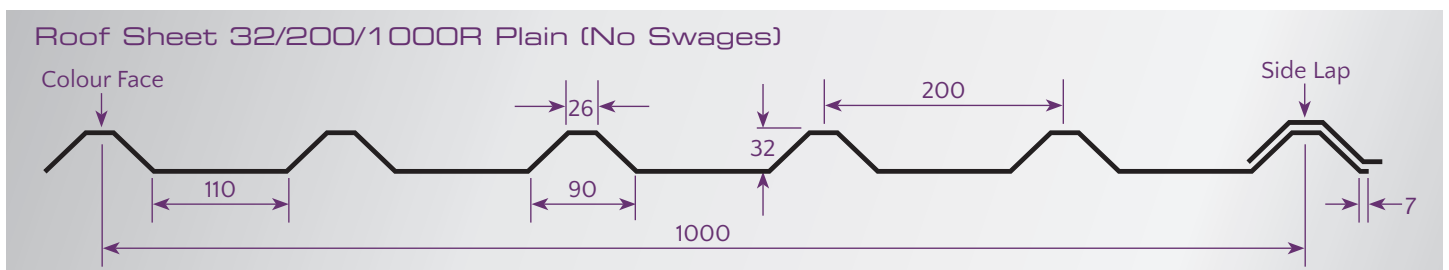 Roof Sheet 32/200/1000R Plain (No Swages)
Colour Face
Side Lap
26
200
32
110
90
7
1000